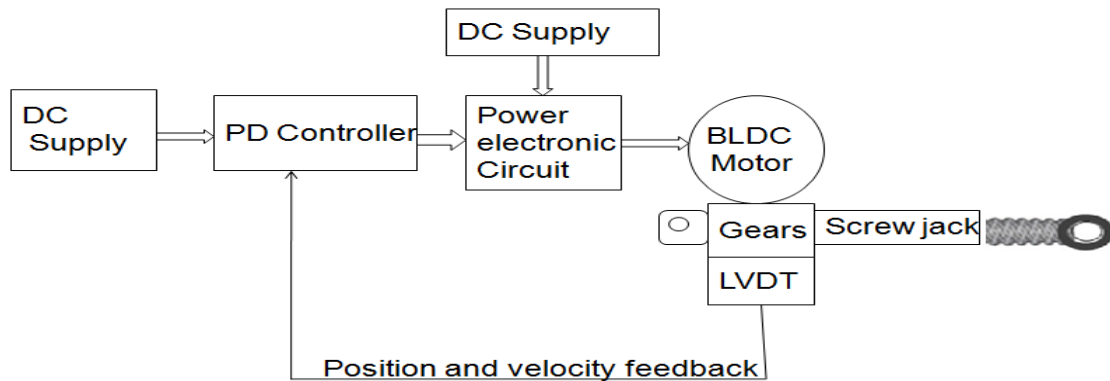 DC Supply
DC
Supply
PD Controller
Power
electronic
Circuit
BLDC
Motor
Gears
Screw jack
LVDT
Position and velocity feedback